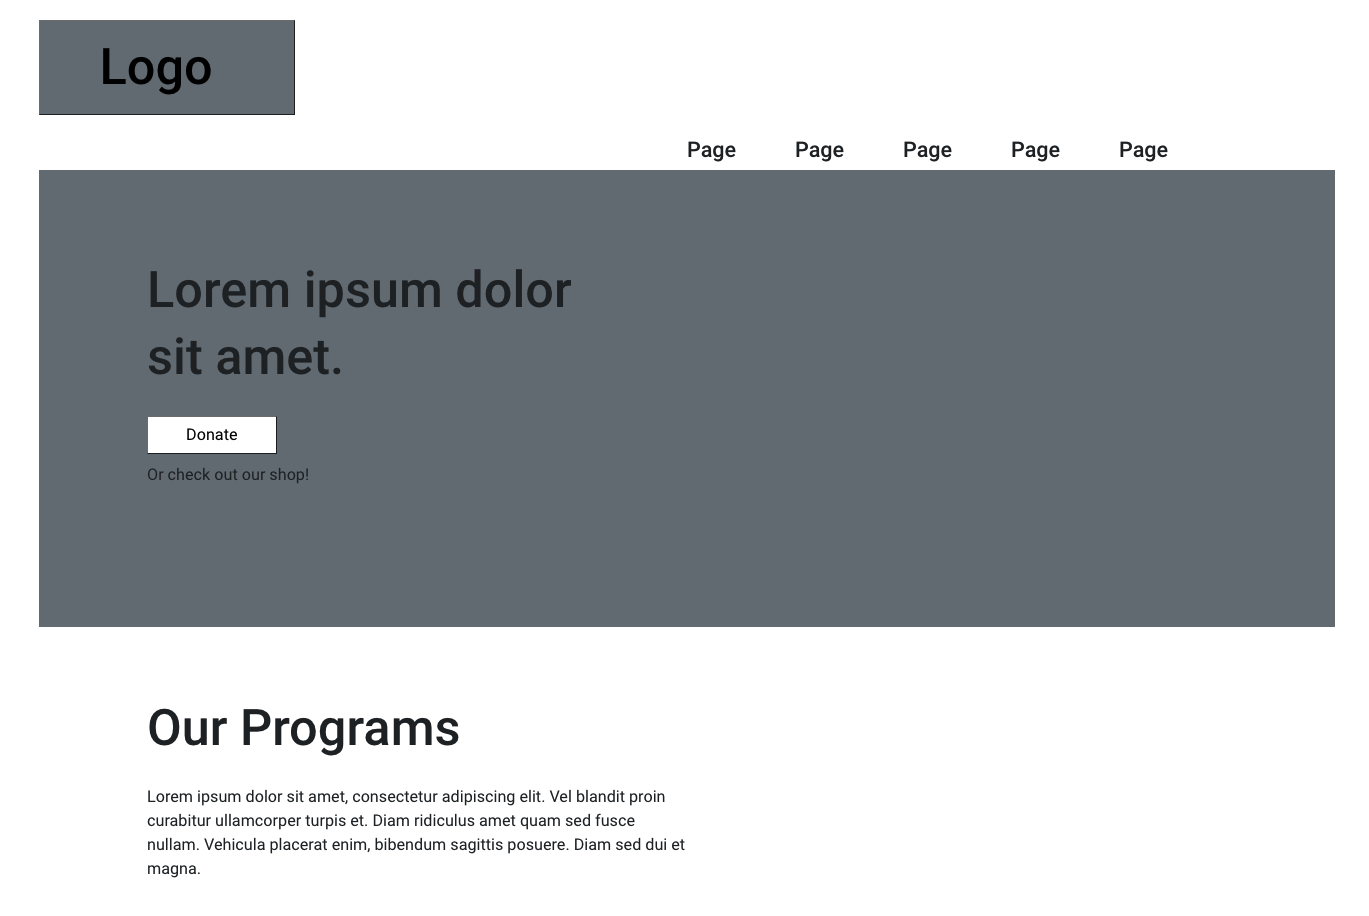 Logo
Page Page Page Page Page
Lorem ipsum dolor
sit amet.
Donate
Or check out our shop!
Our Programs
Lorem ipsum dolor sit amet, consectetur adipiscing elit. Vel blandit proin
curabitur ullamcorper turpis et. Diam ridiculus amet quam sed fusce
nullam. Vehicula placerat enim, bibendum sagittis posuere. Diam sed dui et
magna.